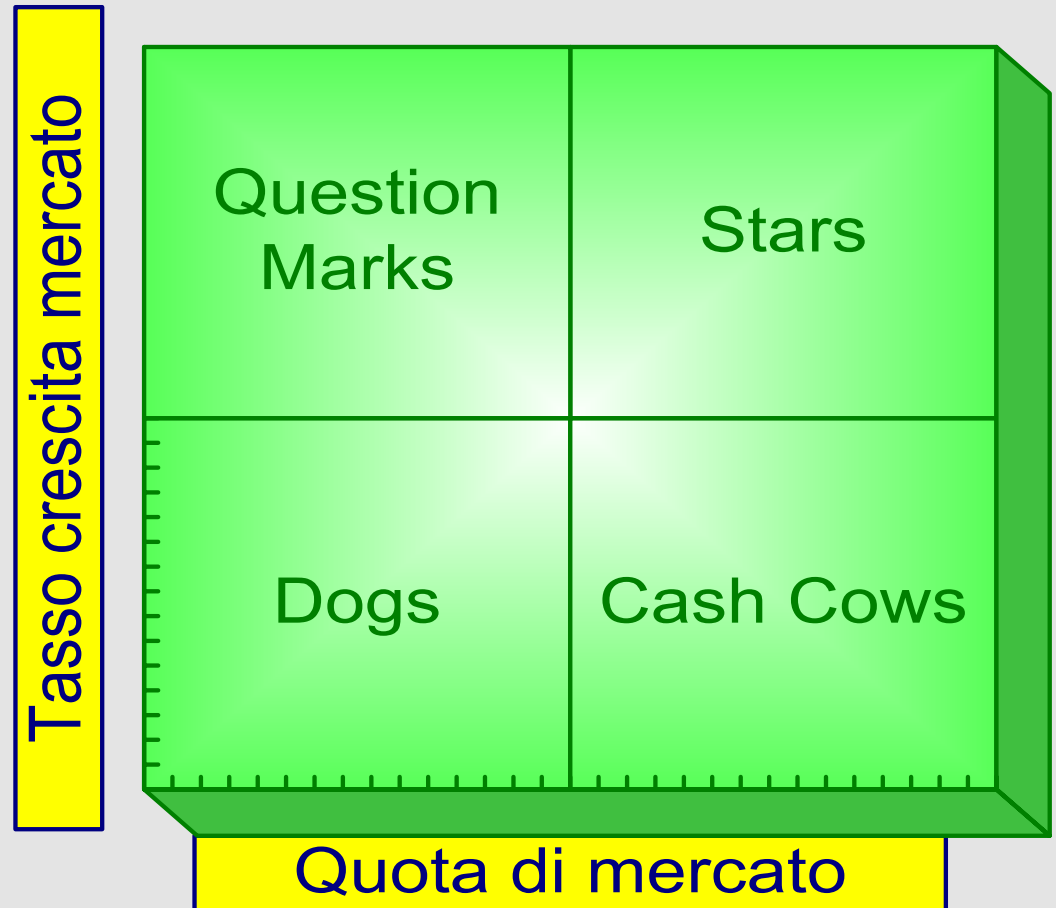 Tasso crescita mercato
Question
Marks
Stars
Dogs
Cash Cows
Quota di mercato